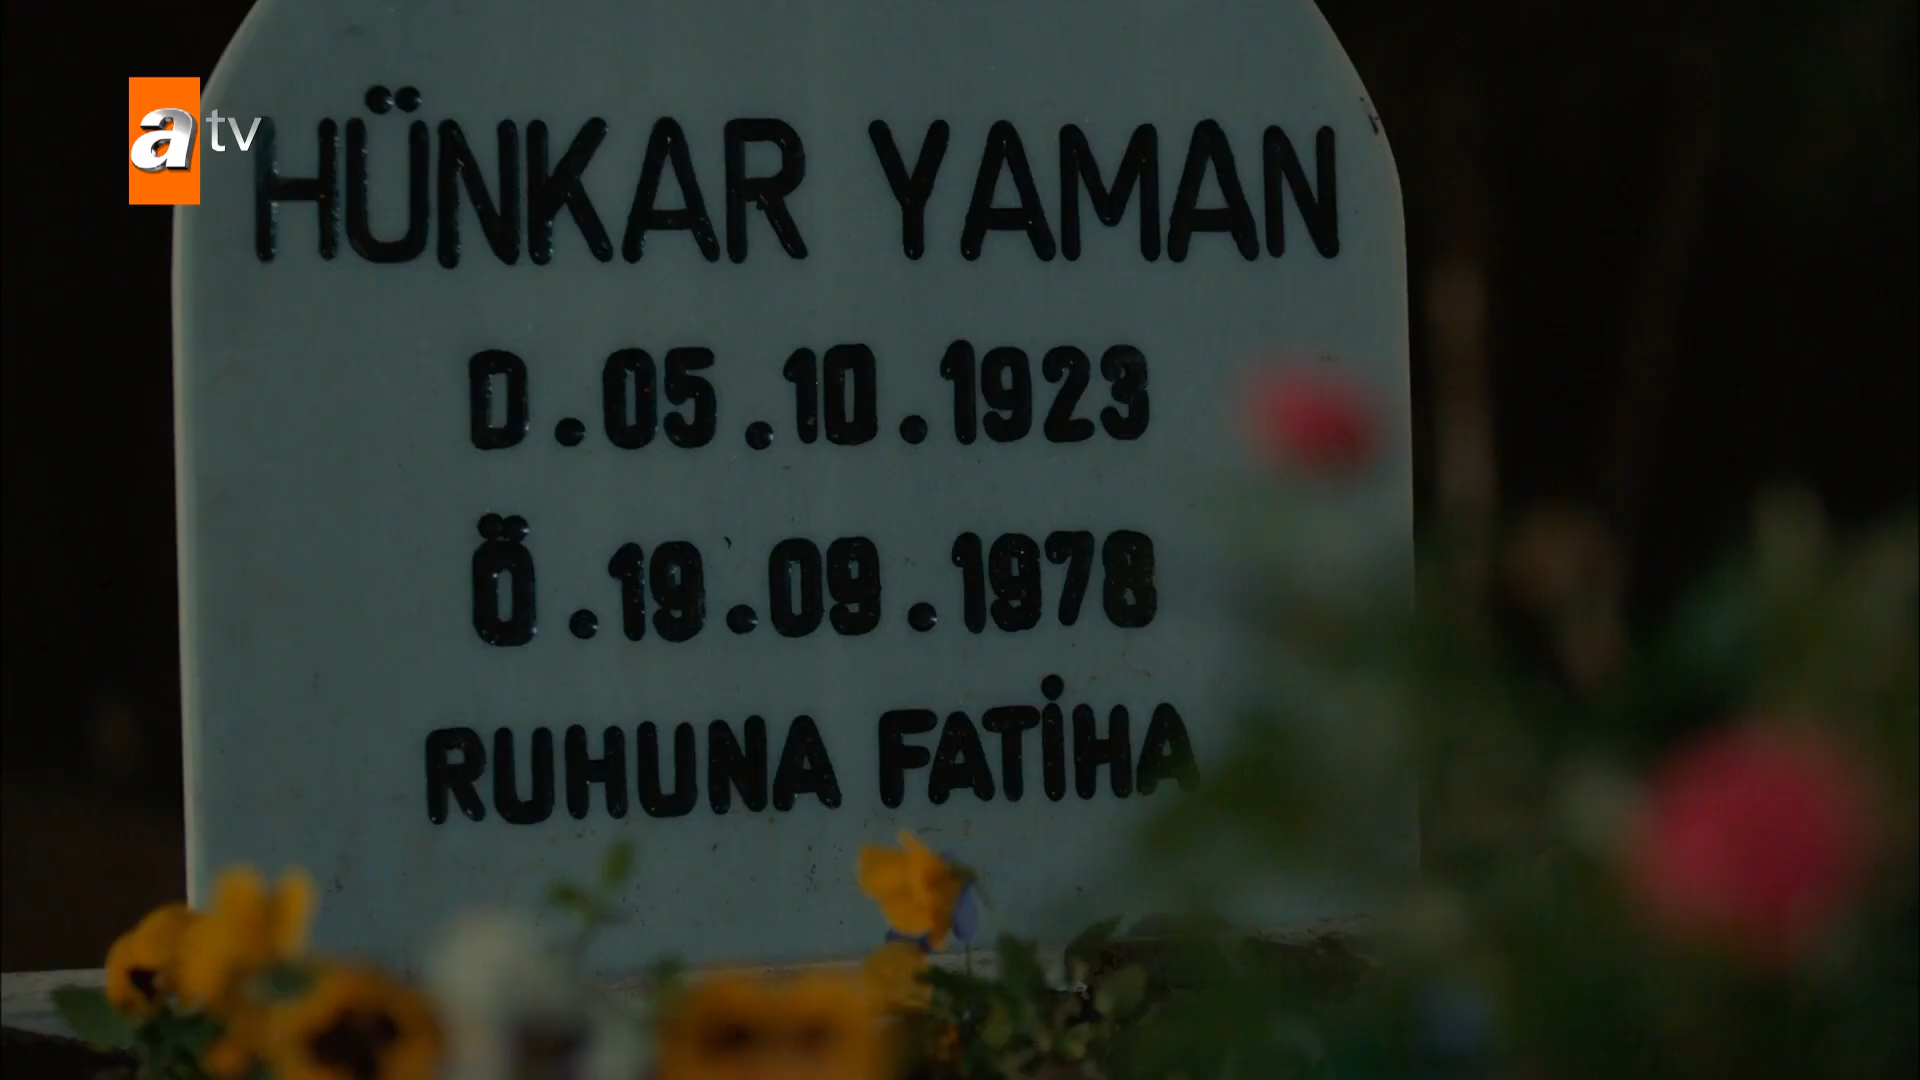 atv
HÜNKAR YAMAN
D.05.10.1923
Ö.19.09.1978
RUHUNA FATİHA